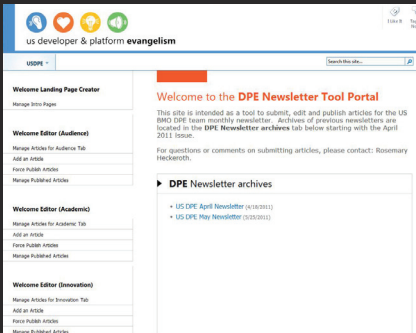 I Like It
us developer & platform evangelism
USDPE
Search this site...
Welcome Landing Page Creator
Manage Intro Pages
Welcome Editor (Audience)
Manage Articles for Audience Tab
Add an Article
Force Publish Articles
Manage Published Articles
Welcome Editor (Academic)
Manage Articles for Academic Tab
Add an Article
Force Publish Articles
Manage Published Articles
Welcome Editor (Innovation)
Manage Articles for Innovation Tab
Add an Article
Force Publish Articles
Manage Published Articles
Welcome to the DPE Newsletter Tool Portal
This site is intended as a tool to submit, edit and publish articles for the US
BMO DPE team monthly newsletter. Archives of previous newsletters are
located in the DPE Newsletter archives tab below starting with the April
2011 issue.
For questions or comments on submitting articles, please contact: Rosemary
Heckeroth.
DPE Newsletter archives
US DPE April Newsletter (4/18/2011)
US DPE May Newsletter (5/25/2011)